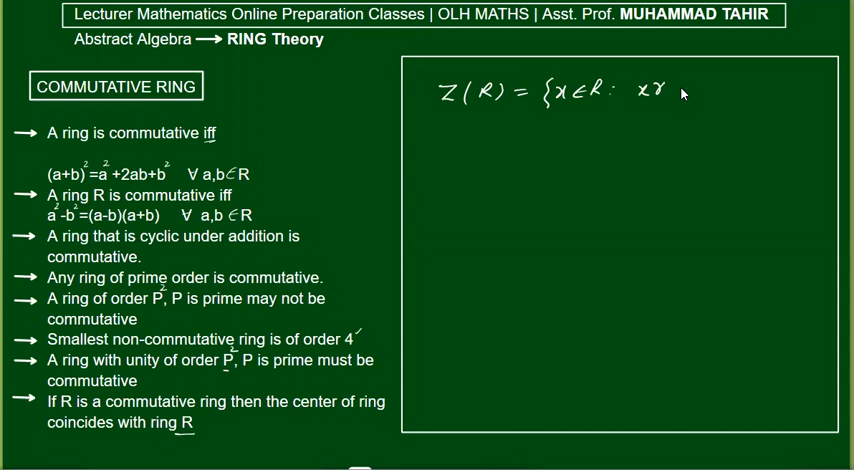 Lecturer Mathematics Online Preparation Classes | OLH MATHS | Asst. Prof. MUHAMMAD TAHIR
Abstract Algebra → RING Theory
COMMUTATIVE RING
→ A ring is commutative iff
(a+b)²=a²+2ab+b² ∀ a,b∈R
→ A ring R is commutative iff
a²-b²=(a-b)(a+b) ∀ a,b ∈R
→ A ring that is cyclic under addition is
commutative.
→ Any ring of prime order is commutative.
→ A ring of order P², P is prime may not be
commutative
→ Smallest non-commutative ring is of order 4 ✓
→ A ring with unity of order P², P is prime must be
commutative
→ If R is a commutative ring then the center of ring
coincides with ring R
Z(R) = {x∈R: xr